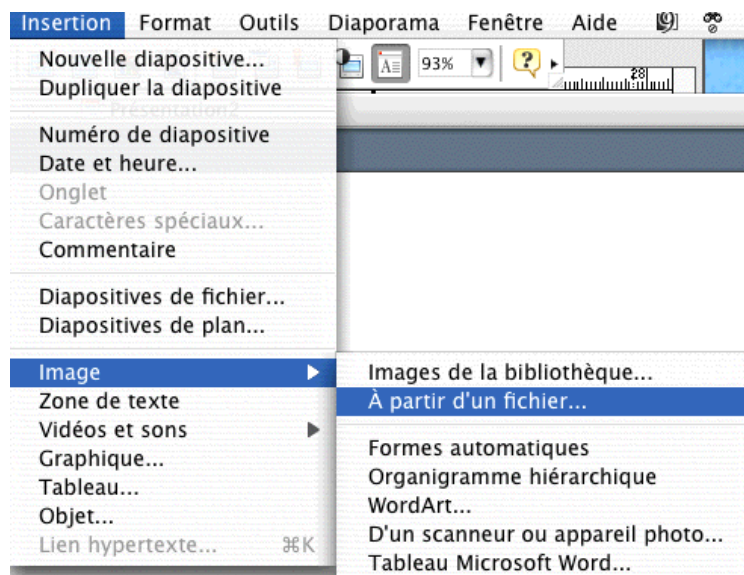 Insertion Format Outils Diaporama Fenêtre Aide
93%
28
Nouvelle diapositive...
Dupliquer la diapositive
Présentation2
Numéro de diapositive
Date et heure...
Onglet
Caractères spéciaux...
Commentaire
Diapositives de fichier...
Diapositives de plan...
Image
Zone de texte
Vidéos et sons
Graphique...
Tableau...
Objet...
Lien hypertexte... ⌘K
Images de la bibliothèque...
À partir d'un fichier...
Formes automatiques
Organigramme hiérarchique
WordArt...
D'un scanneur ou appareil photo...
Tableau Microsoft Word...